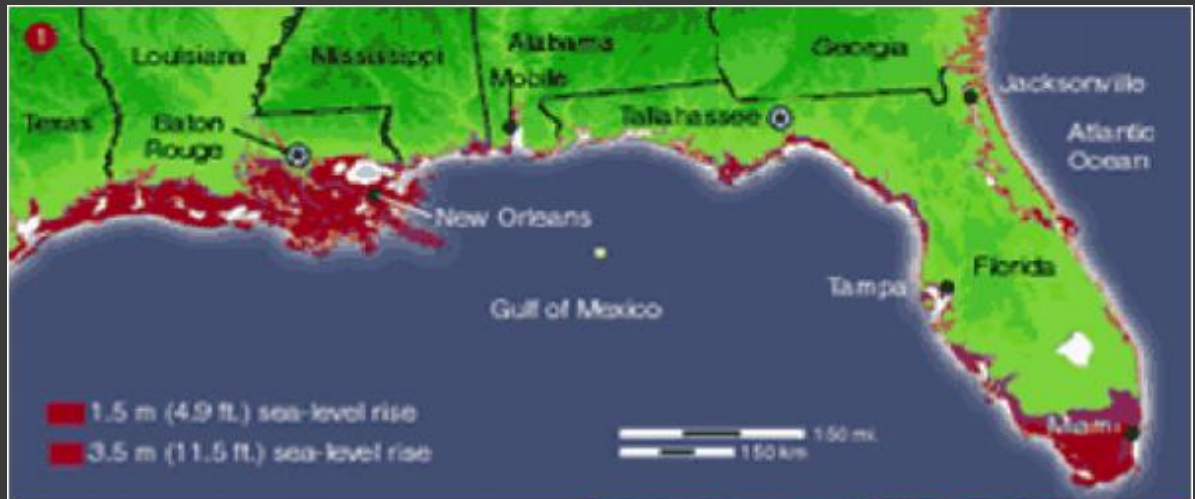 1
Louisiana
Mississippi
Alabama
Georgia
Mobile
Jacksonville
Texas
Baton
Rouge
Tallahassee
Atlantic
Ocean
New Orleans
Florida
Tampa
Gulf of Mexico
1.5 m (4.9 ft.) sea-level rise
3.5 m (11.5 ft.) sea-level rise
Miami
150 mi.
150 km